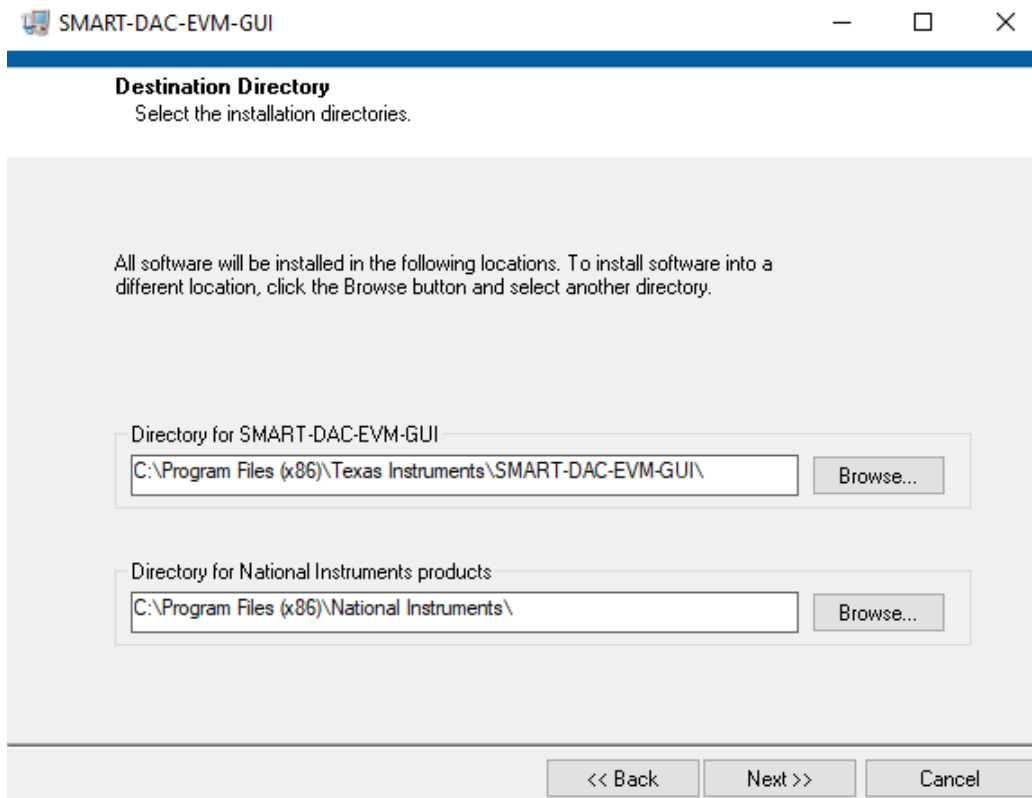 SMART-DAC-EVM-GUI
Destination Directory
Select the installation directories.
All software will be installed in the following locations. To install software into a
different location, click the Browse button and select another directory.
Directory for SMART-DAC-EVM-GUI
C:\Program Files (x86)\Texas Instruments\SMART-DAC-EVM-GUI\
Browse...
Directory for National Instruments products
C:\Program Files (x86)\National Instruments\
Browse...
<< Back Next >> Cancel